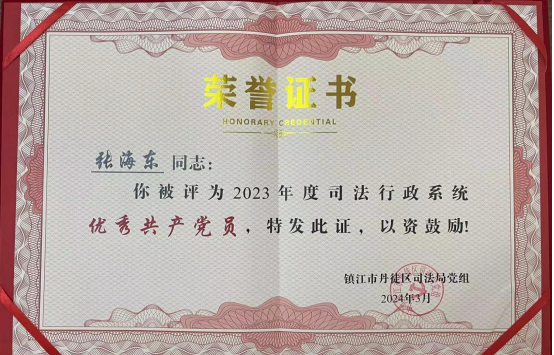 荣誉证书
HONORARY CREDENTIAL
张海东 同志：
你被评为2023年度司法行政系统
优秀共产党员，特发此证，以资鼓励!
镇江市丹徒区司法局党组
2024年3月